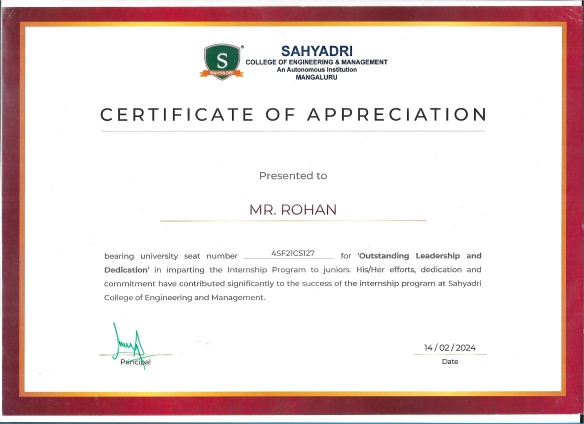 S
SAHYADRI
SAHYADRI
COLLEGE OF ENGINEERING & MANAGEMENT
An Autonomous Institution
MANGALURU
CERTIFICATE OF APPRECIATION
Presented to
MR. ROHAN
bearing university seat number 4SF21CS127 for 'Outstanding Leadership and
Dedication' in imparting the Internship Program to juniors. His/Her efforts, dedication and
commitment have contributed significantly to the success of the internship program at Sahyadri
College of Engineering and Management.
14 / 02 / 2024
Principal
Date